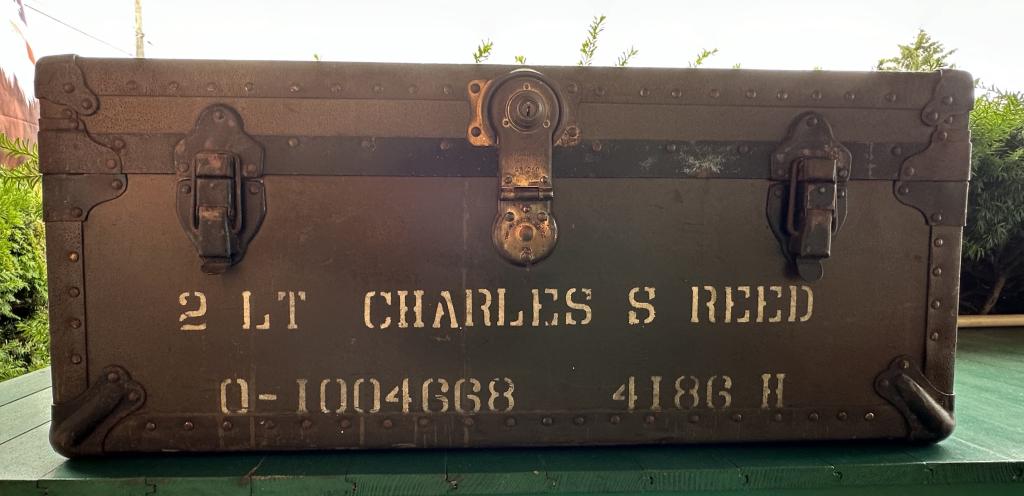 2 LT CHARLES S REED
O-1004668 4186 H